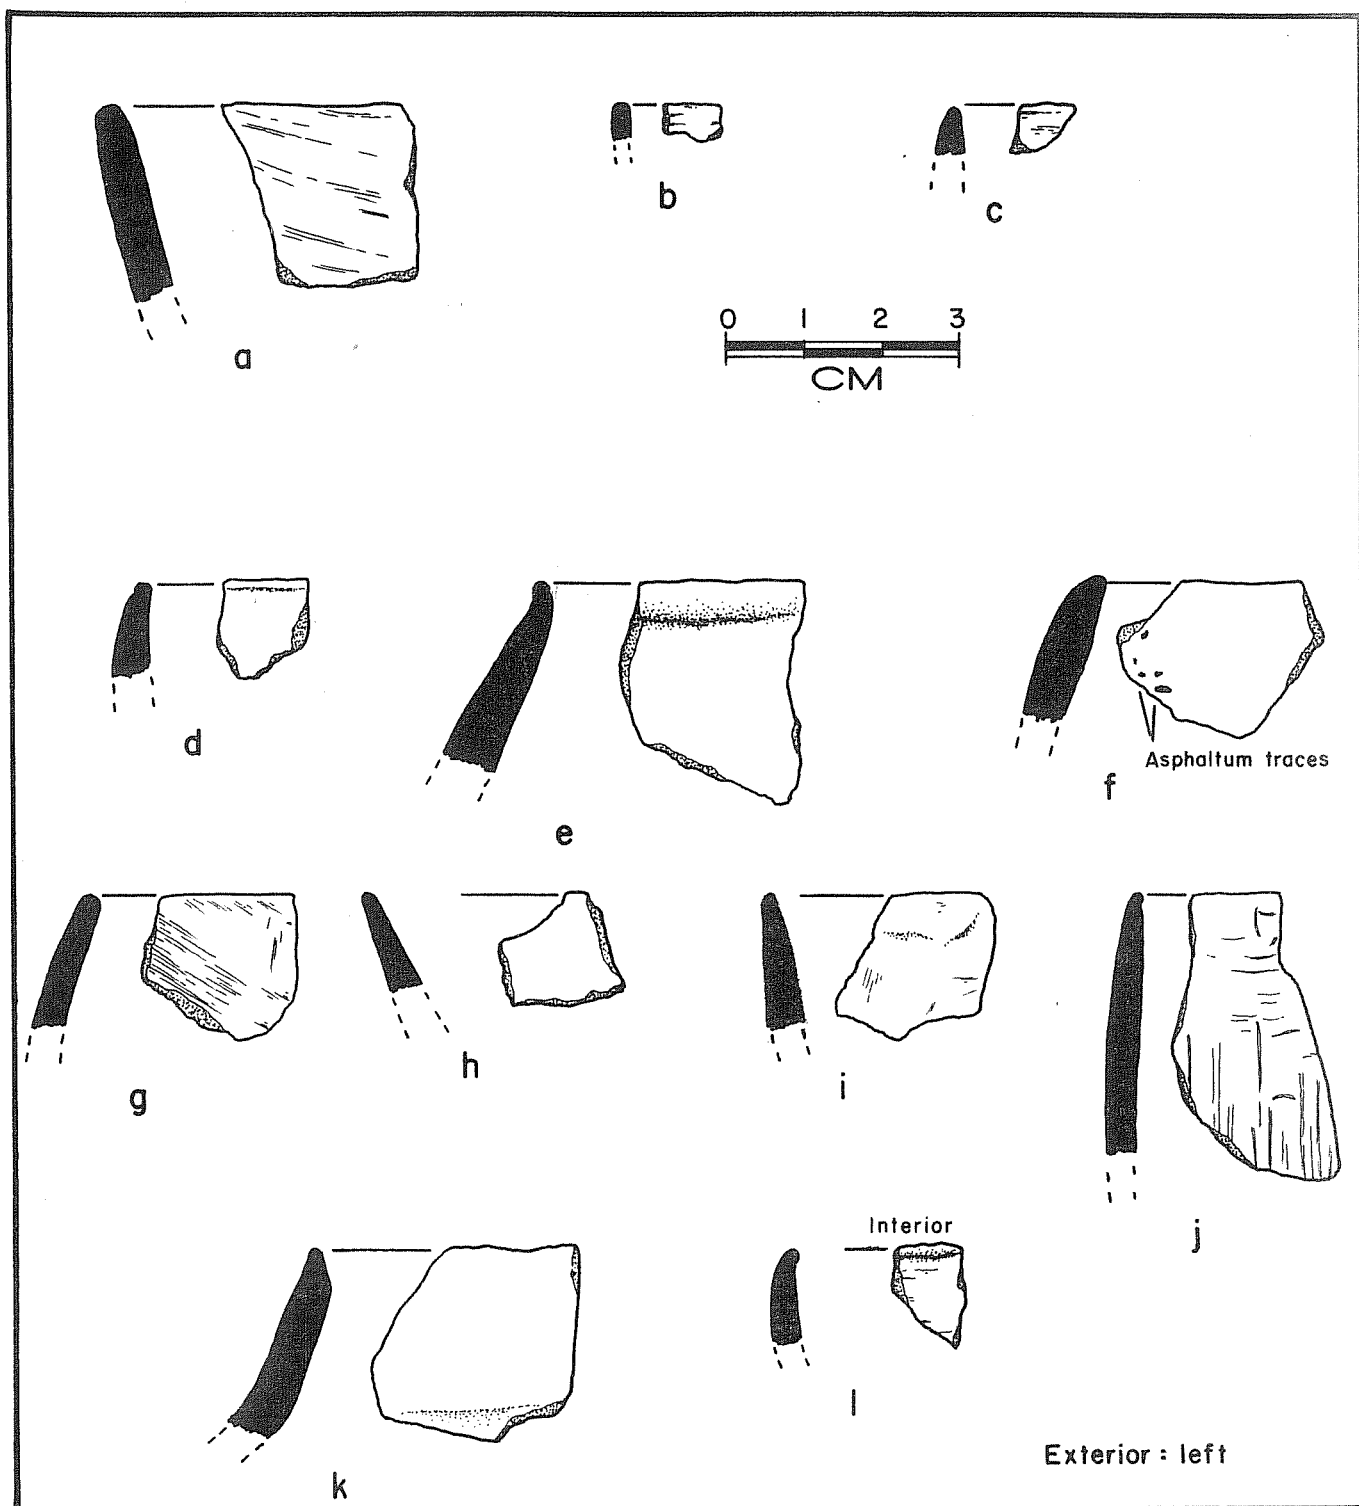 a
b
c
0 1 2 3
CM
d
e
f
Asphaltum traces
g
h
i
j
Interior
k
l
Exterior : left